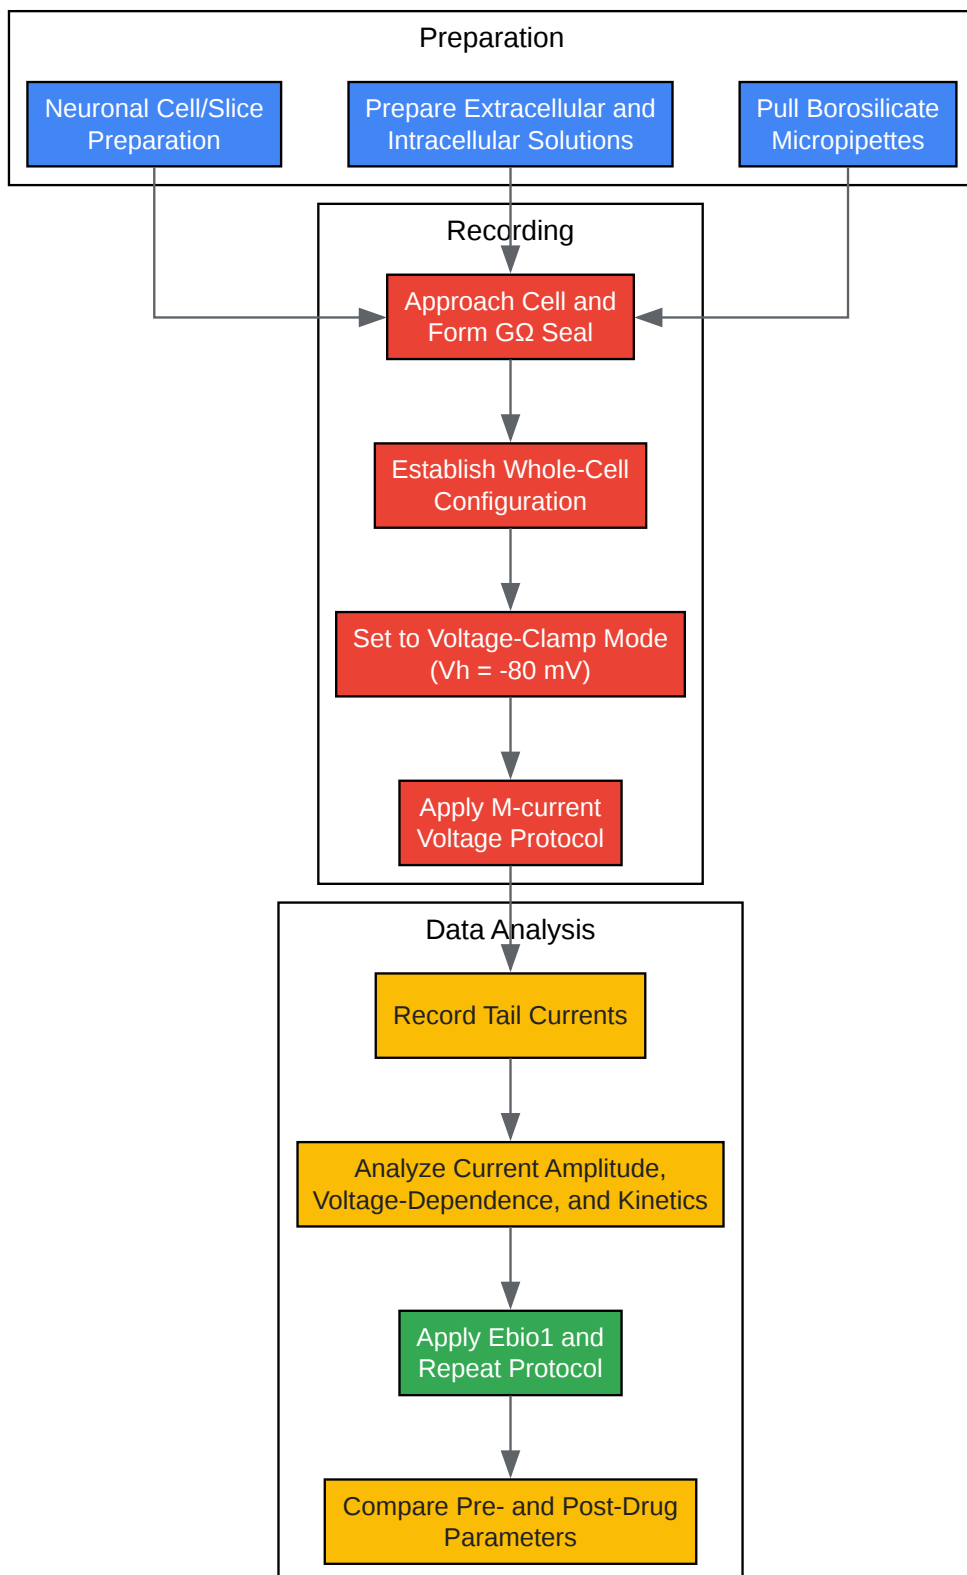 Preparation
Neuronal Cell/Slice
Preparation
Prepare Extracellular and
Intracellular Solutions
Pull Borosilicate
Micropipettes
Recording
Approach Cell and
Form GΩ Seal
Establish Whole-Cell
Configuration
Set to Voltage-Clamp Mode
(Vh = -80 mV)
Apply M-current
Voltage Protocol
Data Analysis
Record Tail Currents
Analyze Current Amplitude,
Voltage-Dependence, and Kinetics
Apply Ebio1 and
Repeat Protocol
Compare Pre- and Post-Drug
Parameters